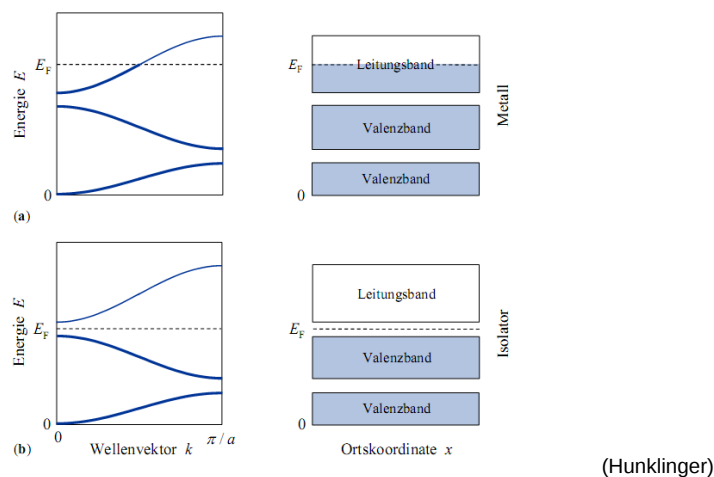 Energie E
E_F
0
(a)
E_F
Leitungsband
Valenzband
Valenzband
0
Metall
Energie E
E_F
0
(b)
0
Wellenvektor k
π / a
Leitungsband
E_F
Valenzband
Valenzband
0
Isolator
Ortskoordinate x
(Hunklinger)